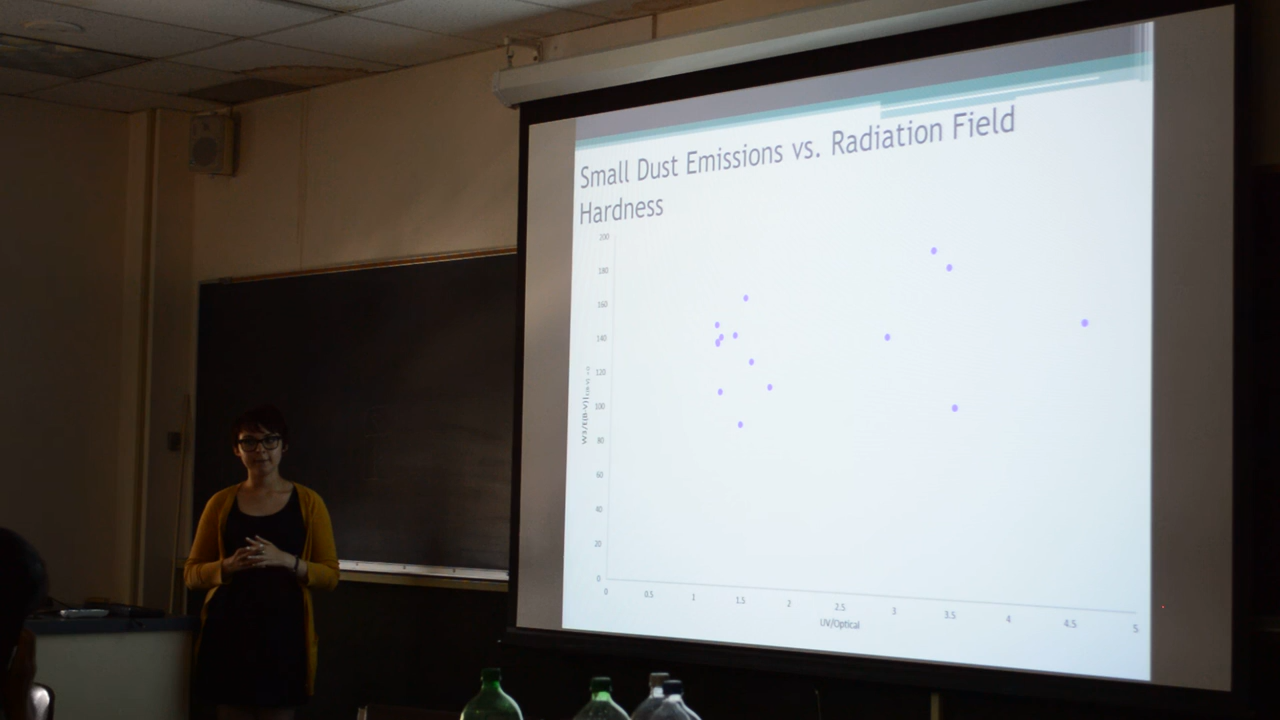 Small Dust Emissions vs. Radiation Field
Hardness
200
180
160
140
120
100
80
60
40
20
0
0 0.5 1 1.5 2 2.5 3 3.5 4 4.5 5
UV/Optical